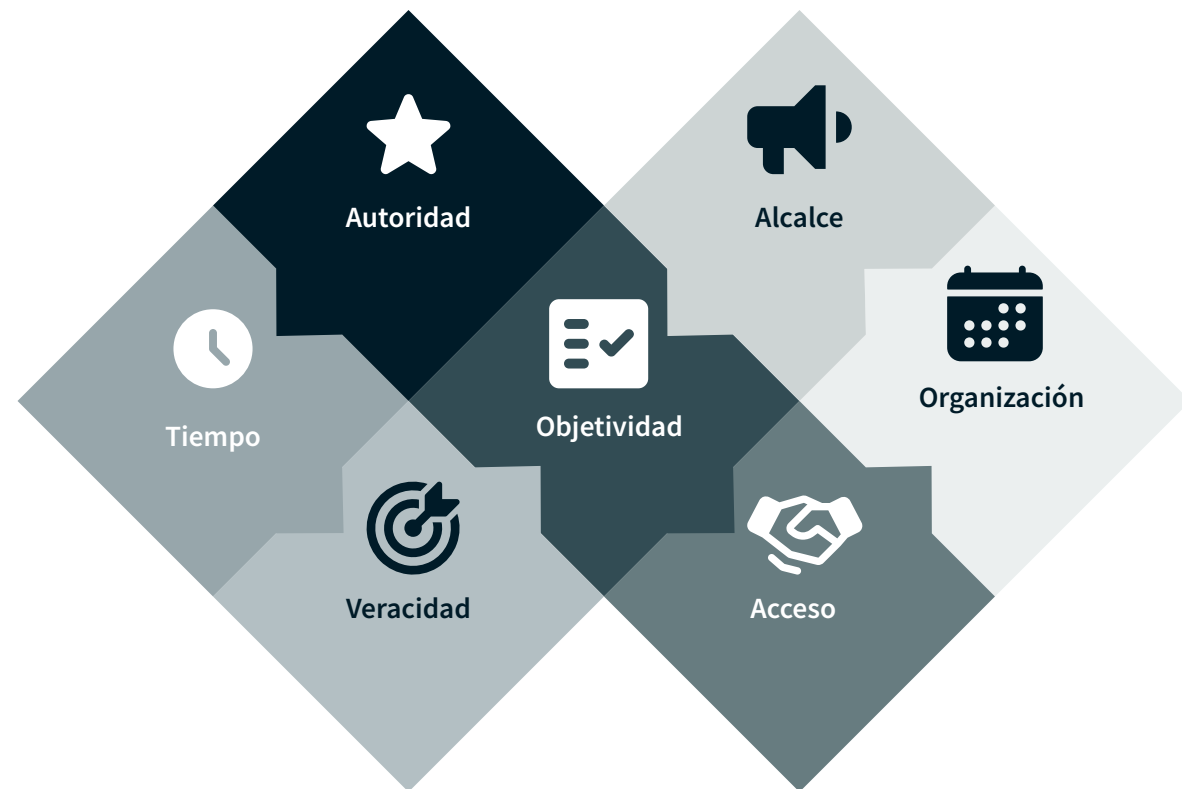 Autoridad
Alcalce
Organización
Objetividad
Tiempo
Veracidad
Acceso